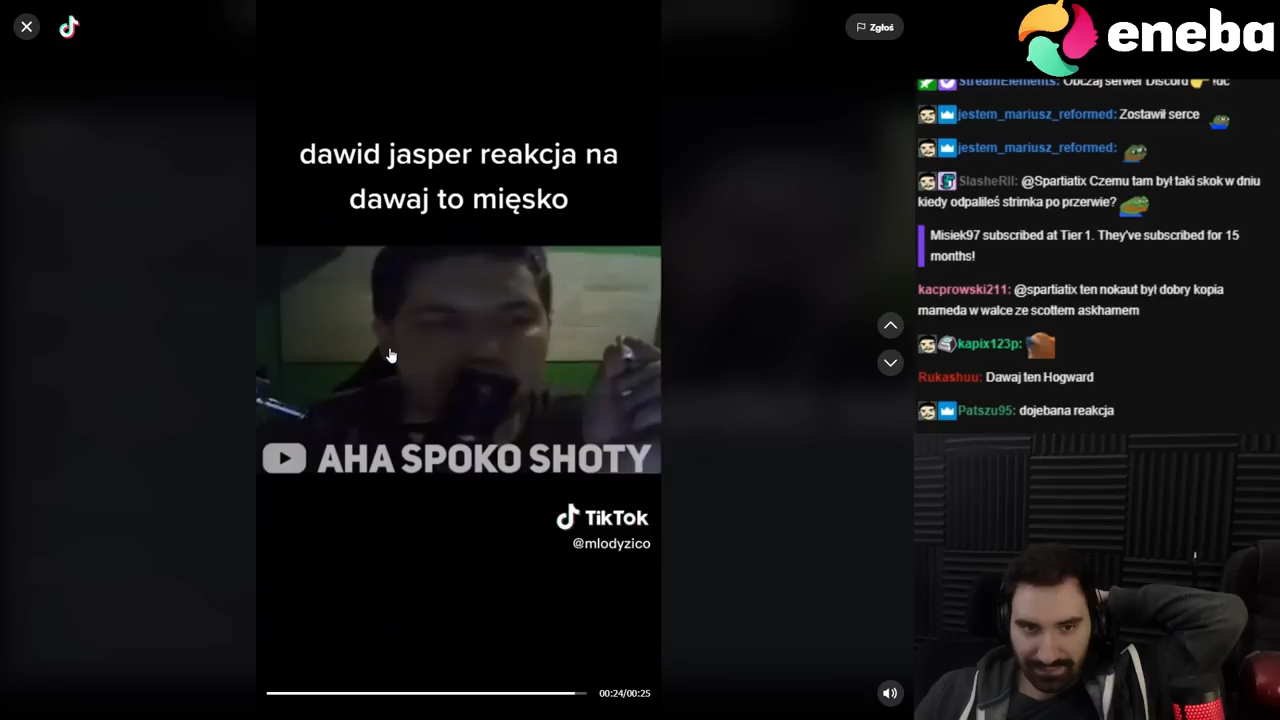 Zgłoś
dawid jasper reakcja na
dawaj to mięsko
AHA SPOKO SHOTY
TikTok
@mlodyzico
00:24/00:25
eneba
StreamElements: Obczaj serwer Discord !dc
jestem_mariusz_reformed: Zostawił serce
jestem_mariusz_reformed:
SlasheRII: @Spartiatix Czemu tam był taki skok w dniu
kiedy odpaliłeś strimka po przerwie?
Misiek97 subscribed at Tier 1. They've subscribed for 15
months!
kacprowski211: @spartiatix ten nokaut był dobry kopia
mameda w walce ze scottem askhamem
kapix123p:
Rukashuu: Dawaj ten Hogward
Patszu95: dojebana reakcja